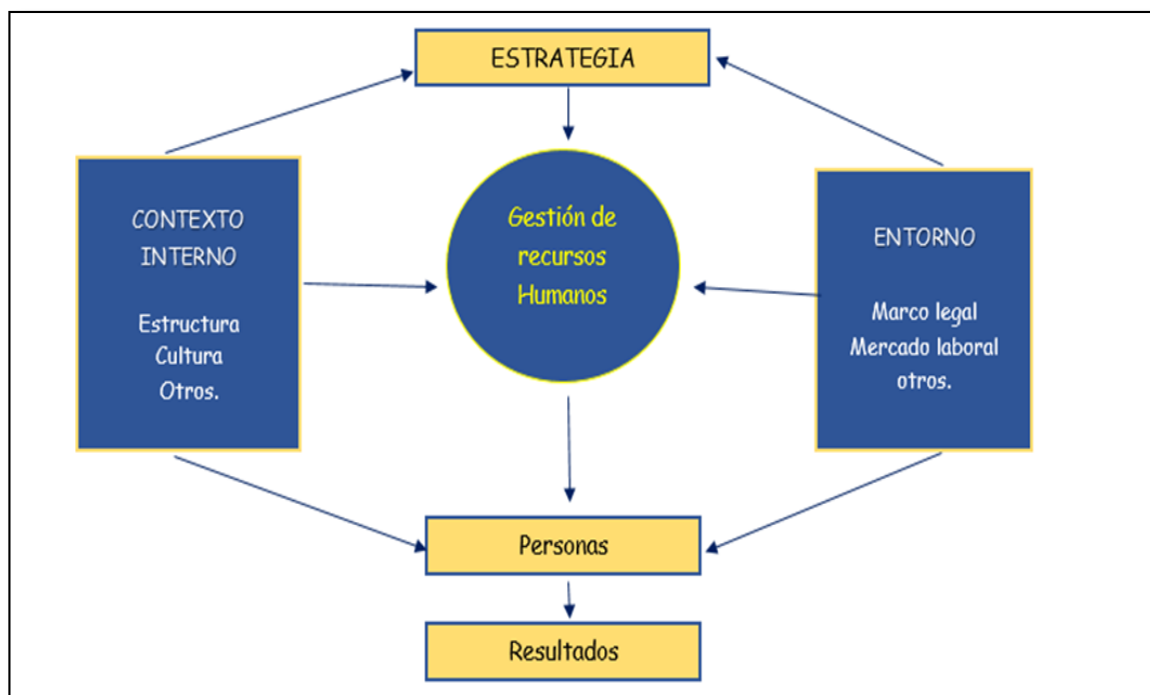 ESTRATEGIA
CONTEXTO
INTERNO
Estructura
Cultura
Otros.
Gestión de
recursos
Humanos
ENTORNO
Marco legal
Mercado laboral
otros.
Personas
Resultados